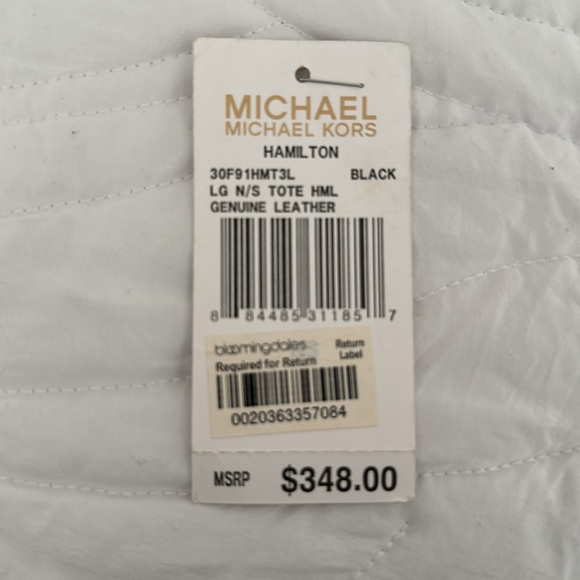 MICHAEL
MICHAEL KORS
HAMILTON
30F91HMT3L BLACK
LG N/S TOTE HML
GENUINE LEATHER
8 84485 31185 7
bloomingdales Return
Required for Return Label
0020363357084
MSRP $348.00